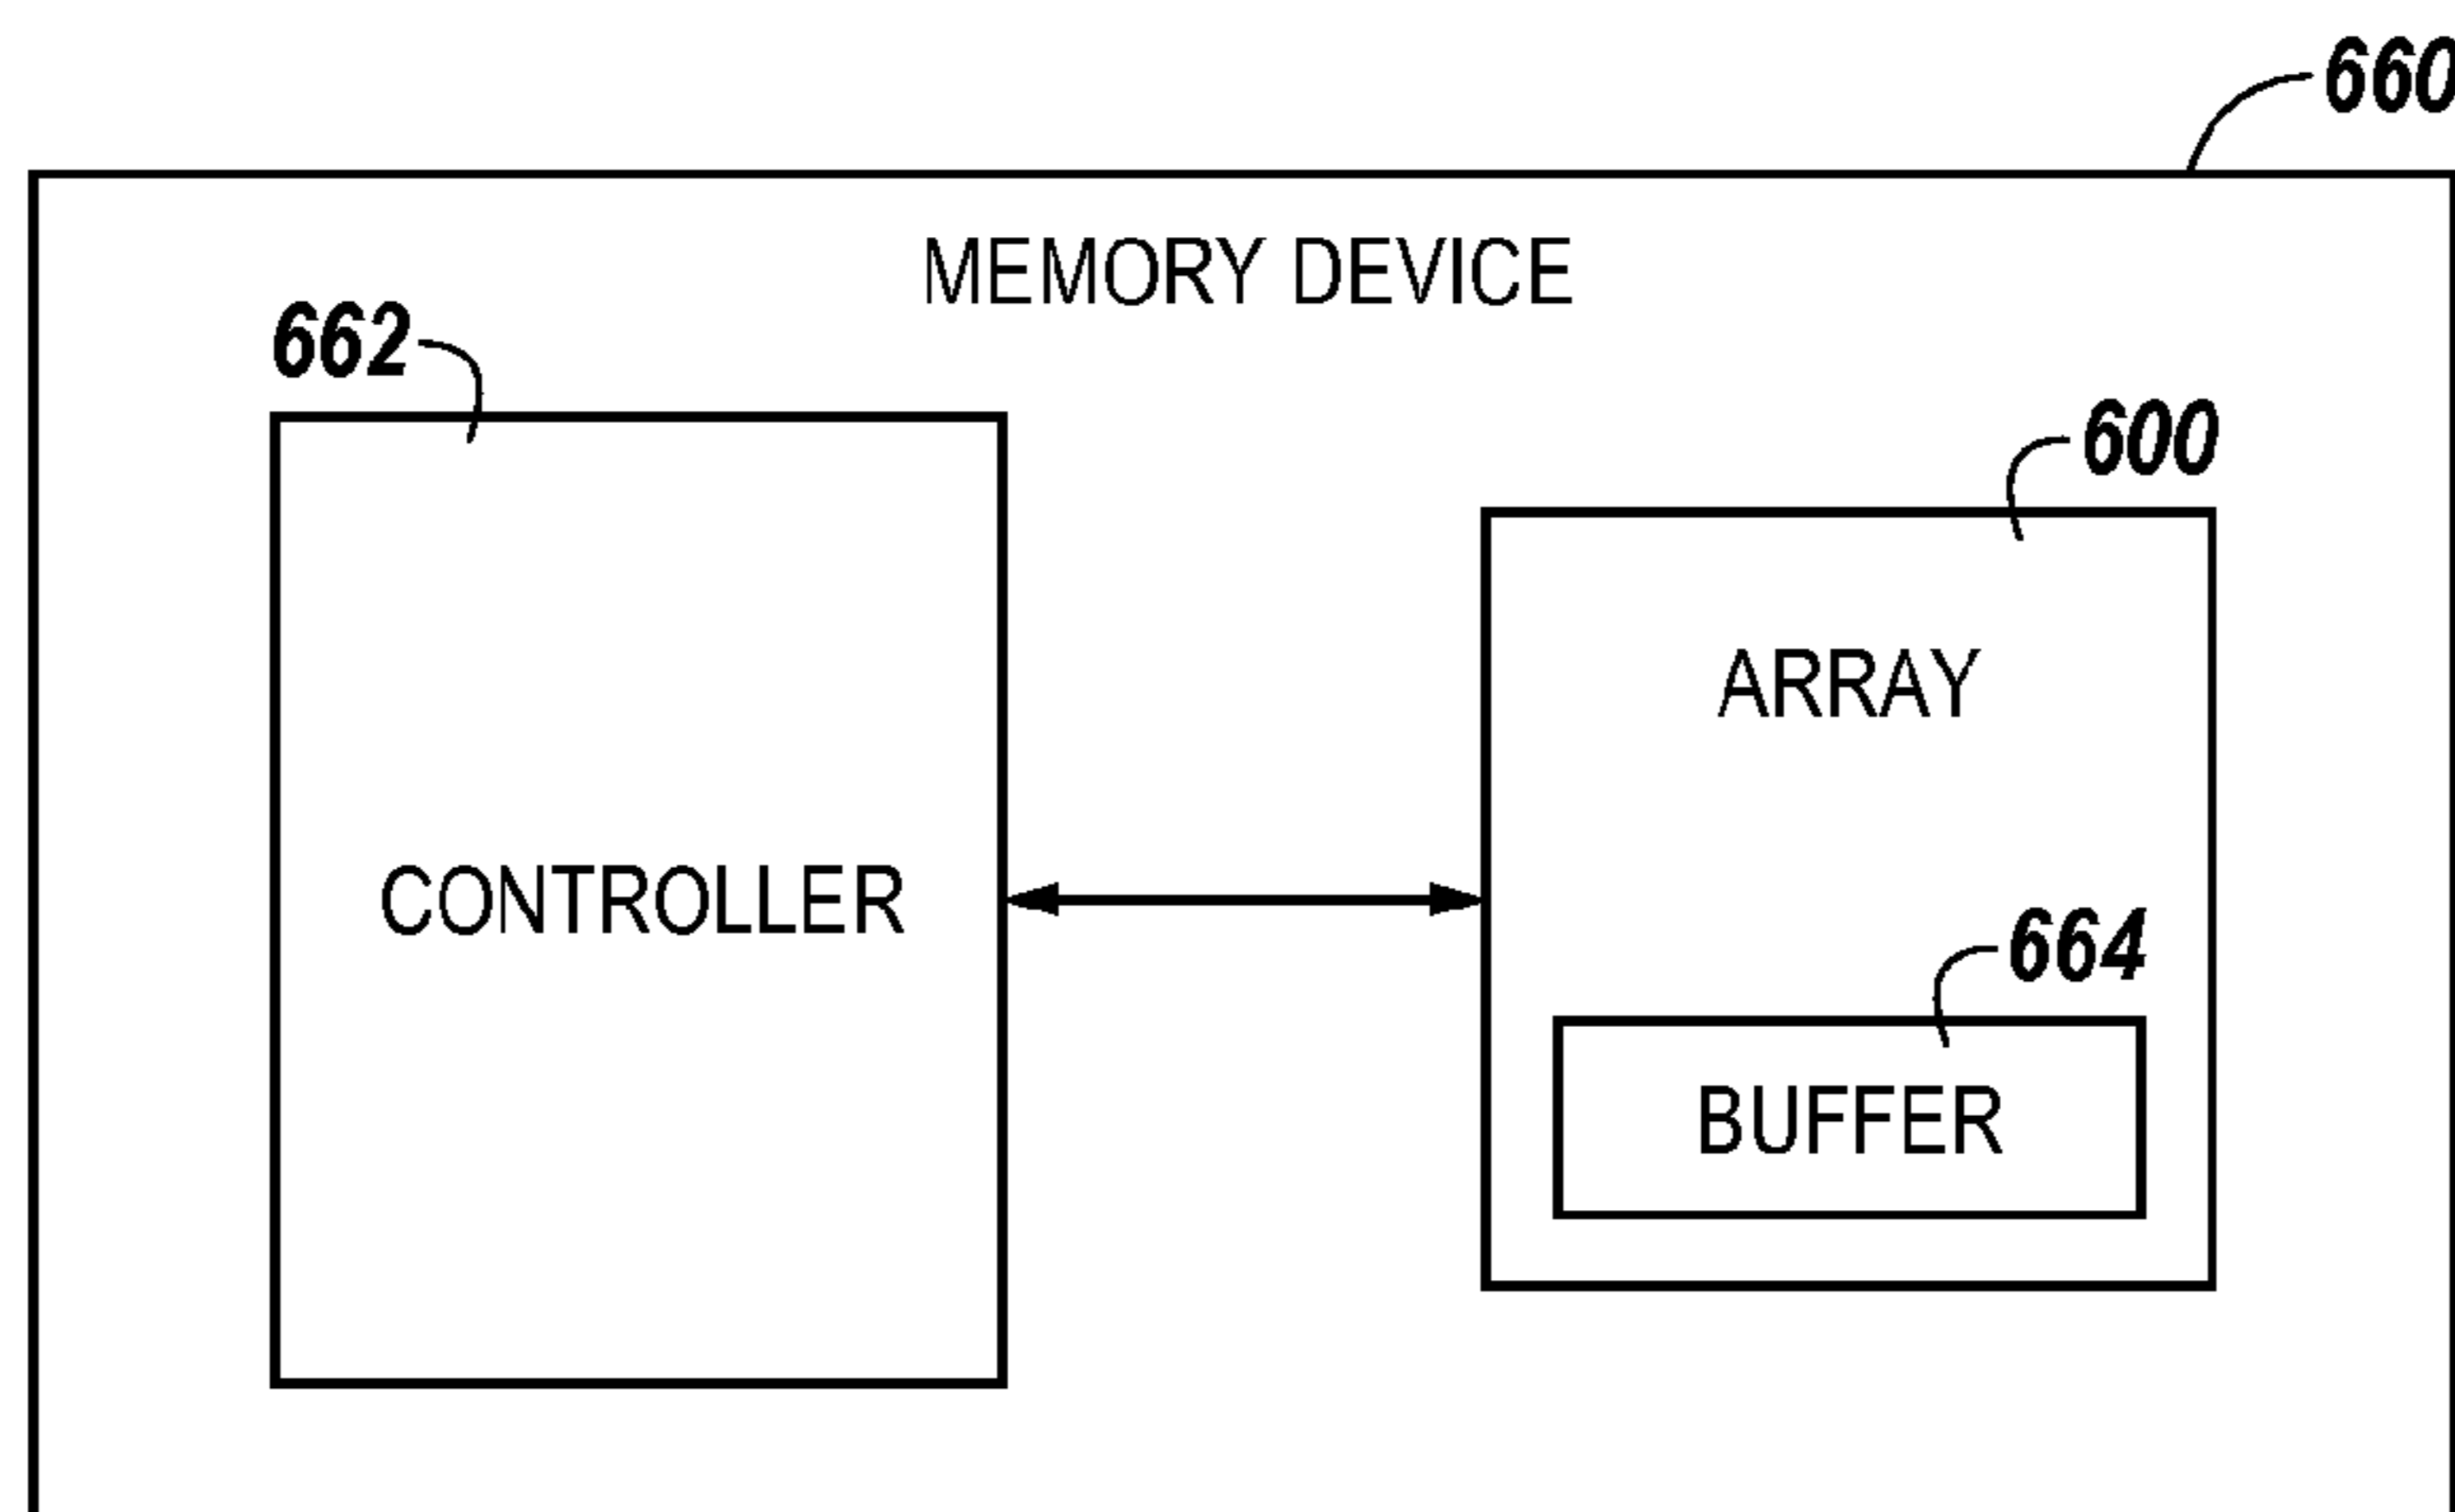 660
MEMORY DEVICE
662
600
ARRAY
CONTROLLER
664
BUFFER